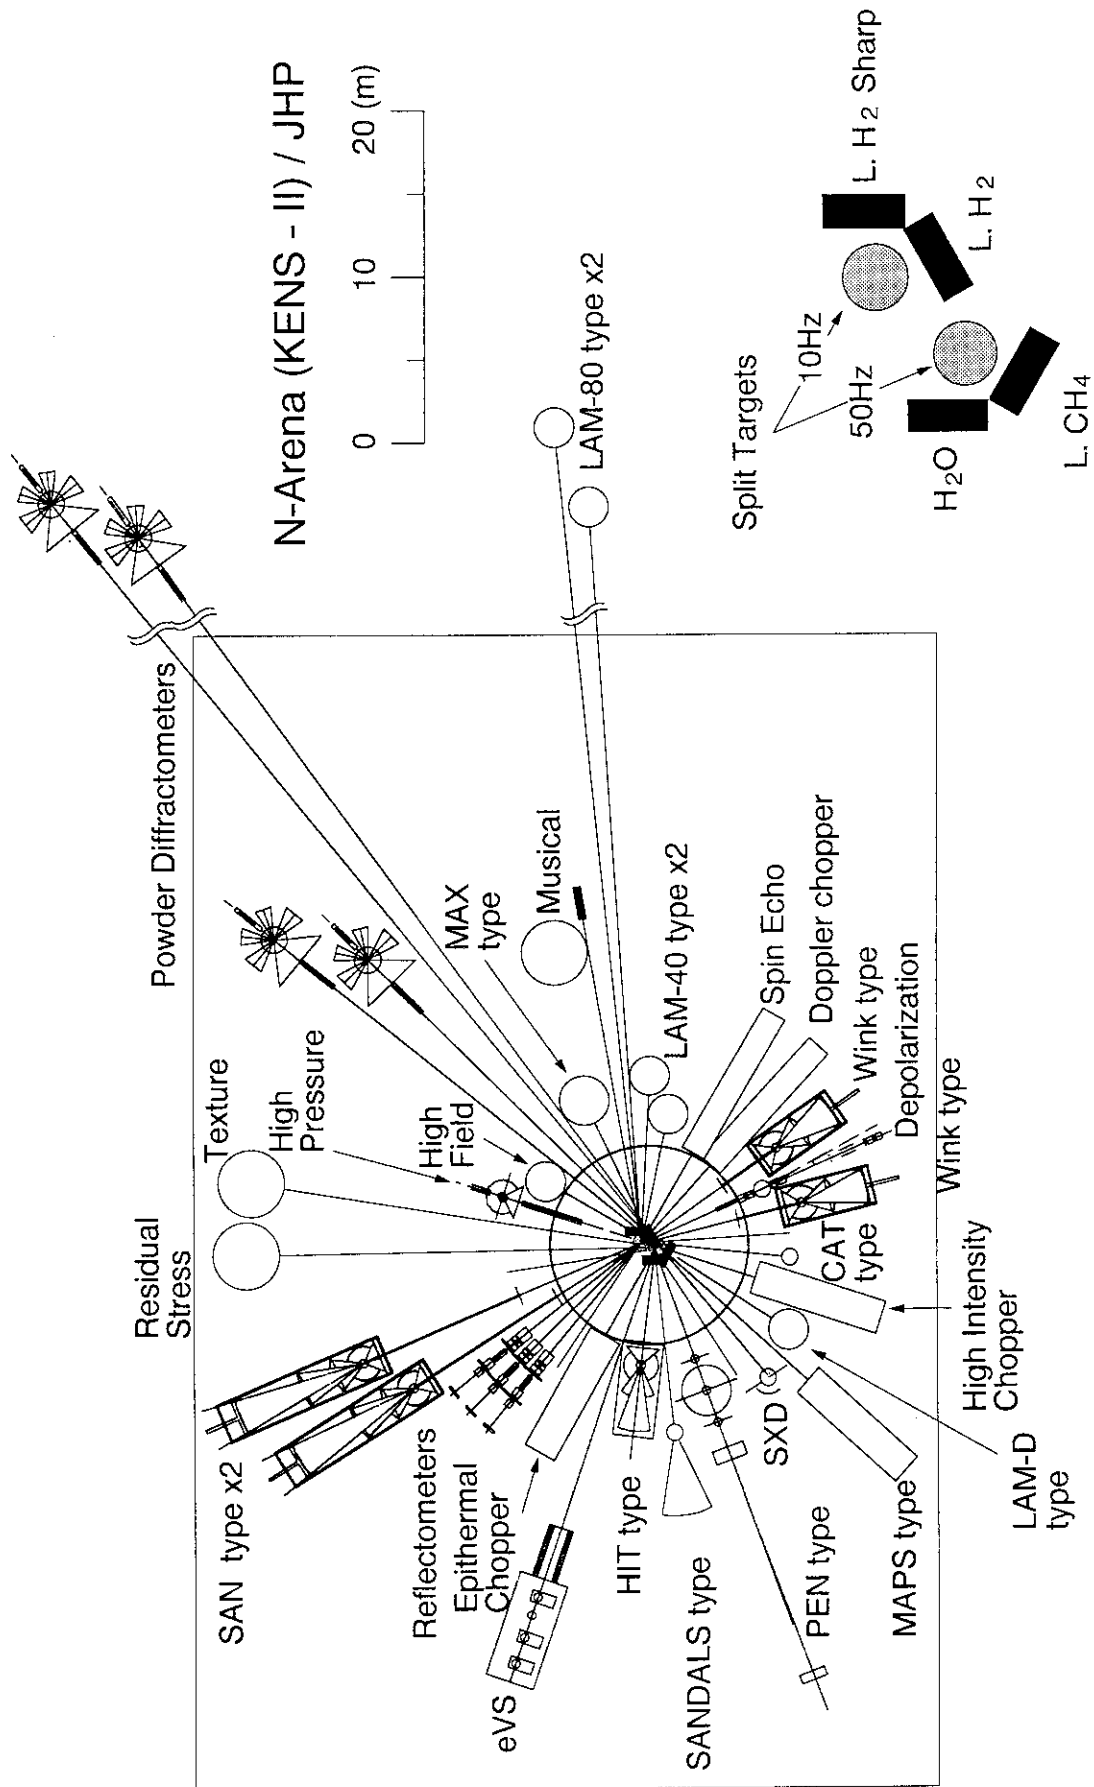 N-Arena (KENS - II) / JHP
0
10
20 (m)
Powder Diffractometers
Texture
High
Pressure
High
Field
MAX
type
Musical
LAM-80 type x2
LAM-40 type x2
Spin Echo
Doppler chopper
Wink type
Depolarization
Wink type
CAT
type
High Intensity
Chopper
LAM-D
type
MAPS type
SXD
PEN type
SANDALS type
HIT type
eVS
Epithermal
Chopper
Reflectometers
SAN type x2
Residual
Stress
Split Targets
10Hz
50Hz
L. H2 Sharp
L. H2
H2O
L. CH4